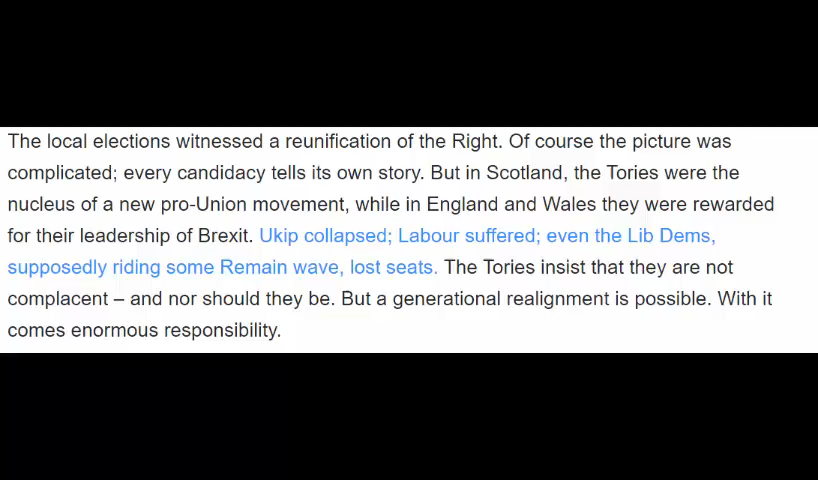 The local elections witnessed a reunification of the Right. Of course the picture was
complicated; every candidacy tells its own story. But in Scotland, the Tories were the
nucleus of a new pro-Union movement, while in England and Wales they were rewarded
for their leadership of Brexit. Ukip collapsed; Labour suffered; even the Lib Dems,
supposedly riding some Remain wave, lost seats. The Tories insist that they are not
complacent – and nor should they be. But a generational realignment is possible. With it
comes enormous responsibility.